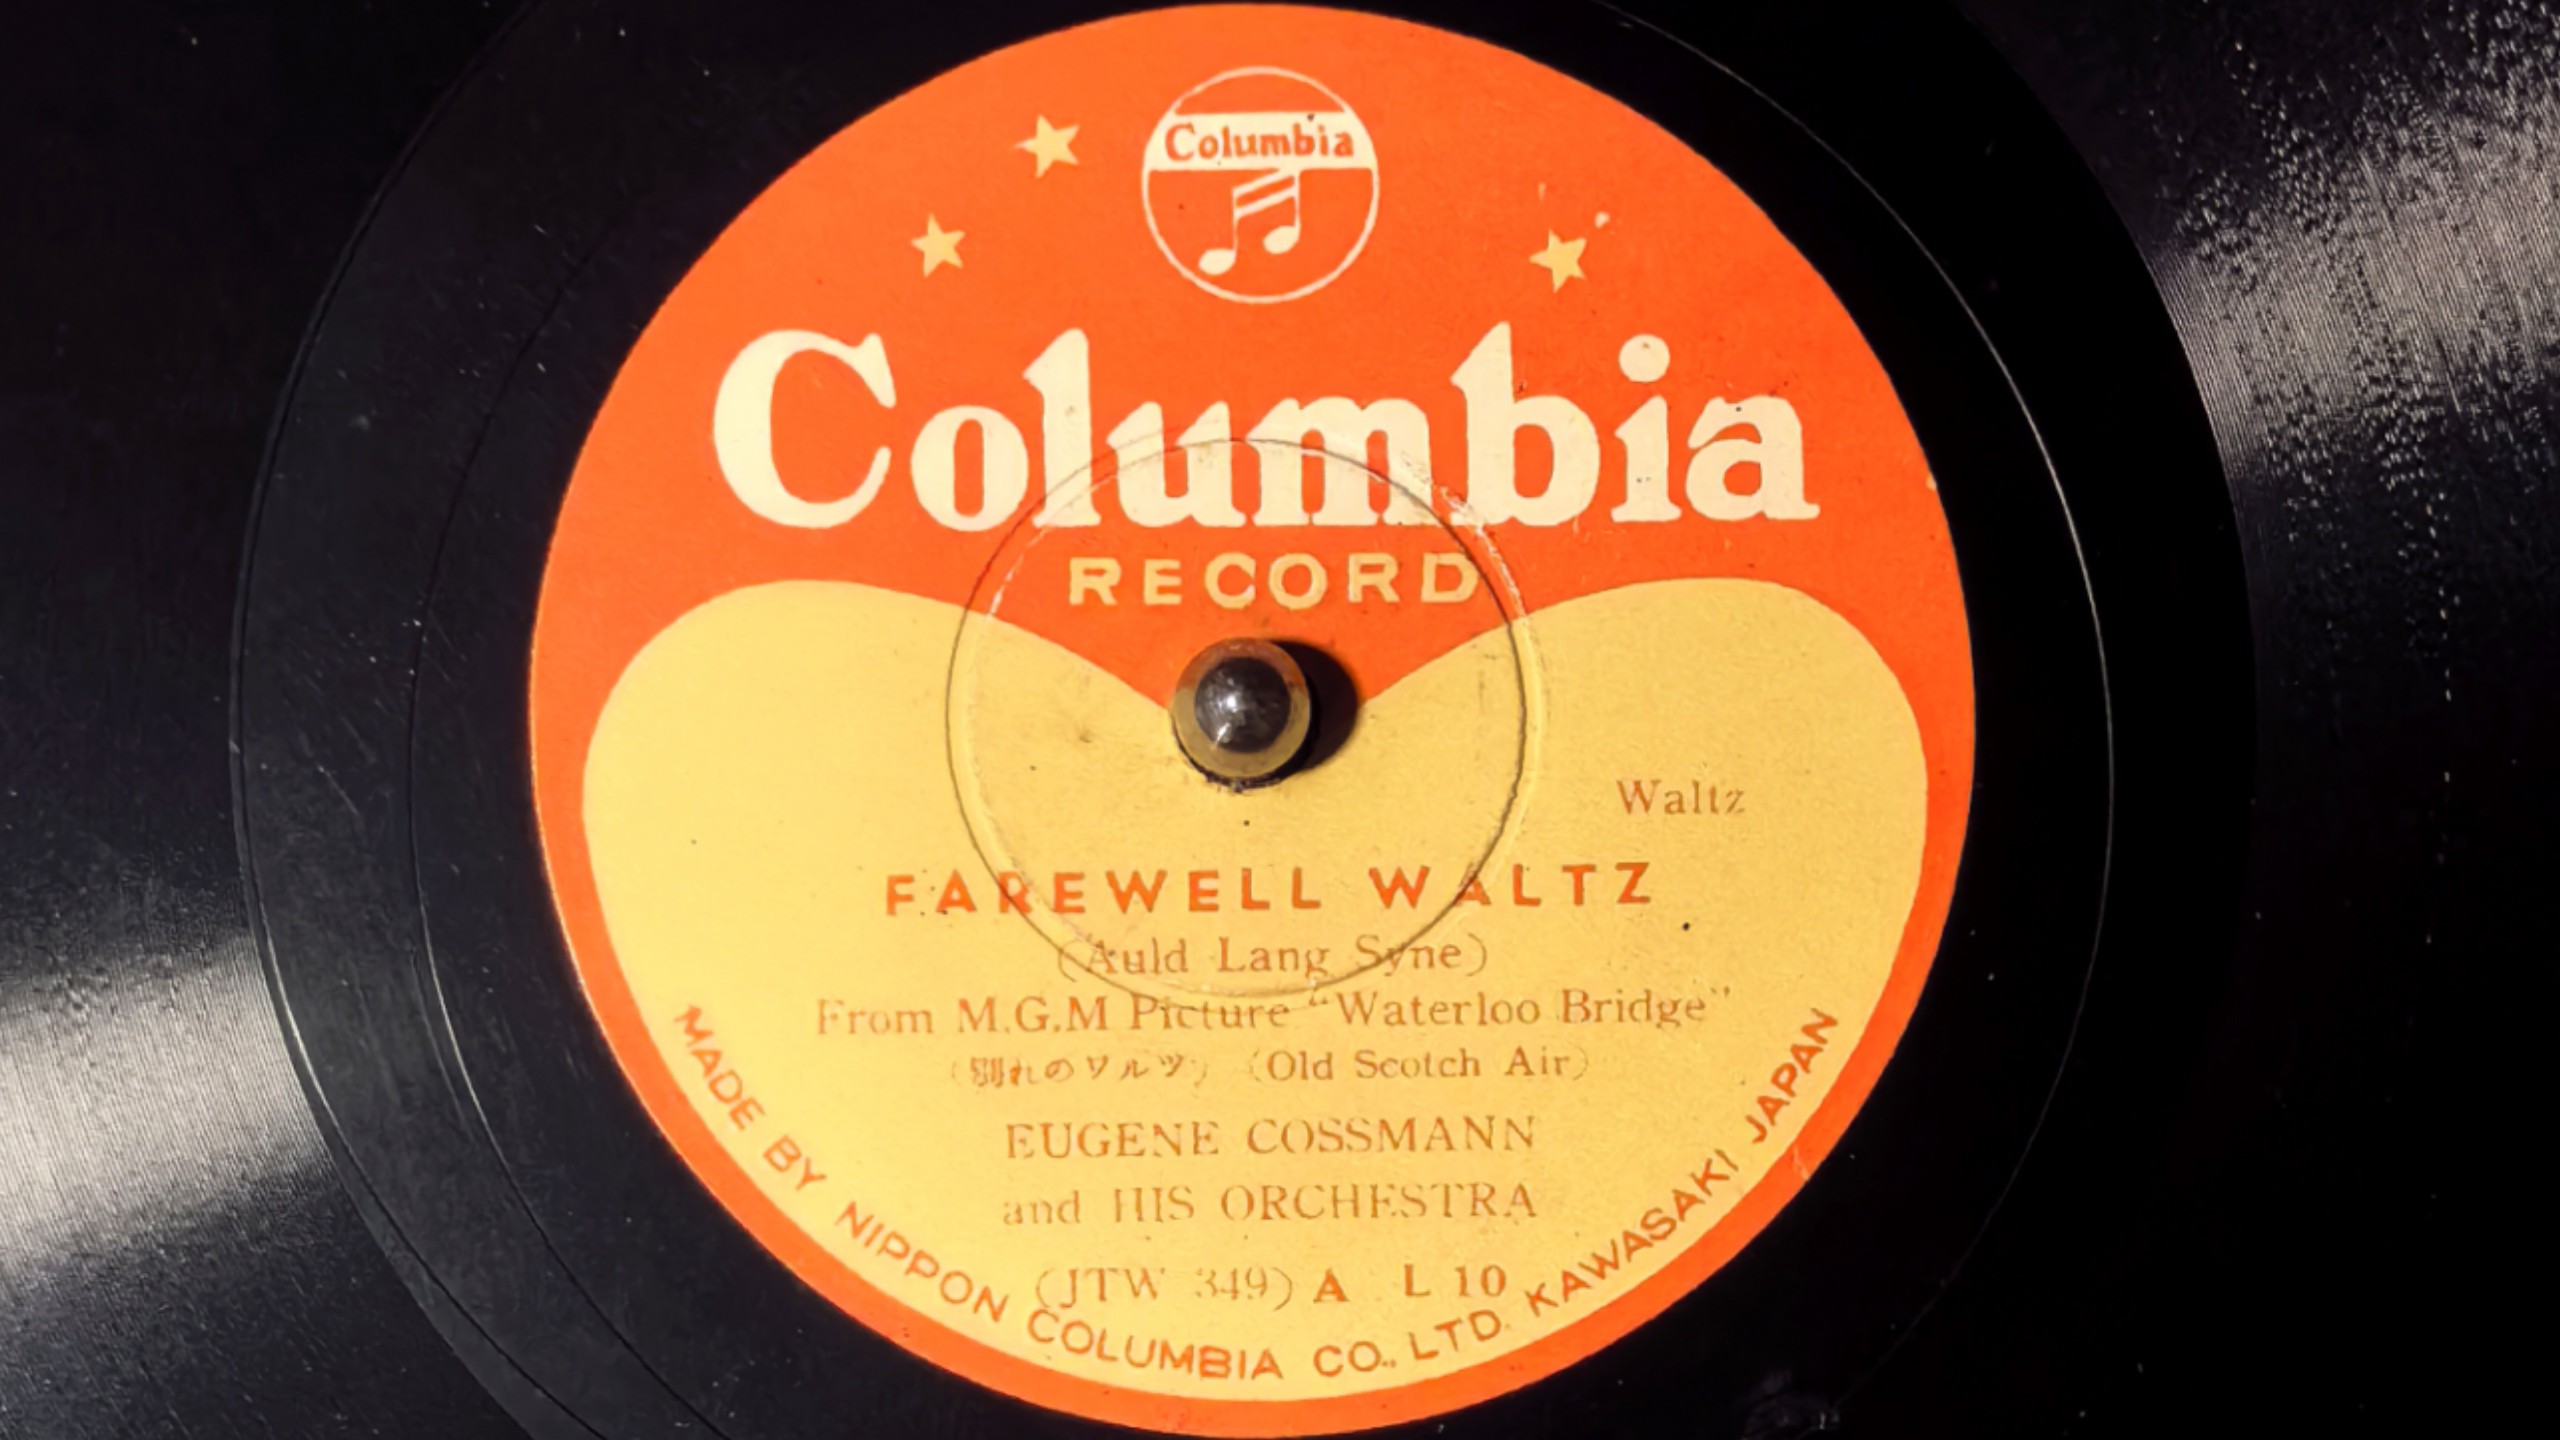 Columbia
Columbia
RECORD
Waltz
FAREWELL WALTZ
(Auld Lang Syne)
From M.G.M Picture “Waterloo Bridge”
(別れのワルツ) (Old Scotch Air)
EUGENE COSSMANN
and HIS ORCHESTRA
(JTW 349) A L 10
MADE BY NIPPON COLUMBIA CO., LTD. KAWASAKI JAPAN